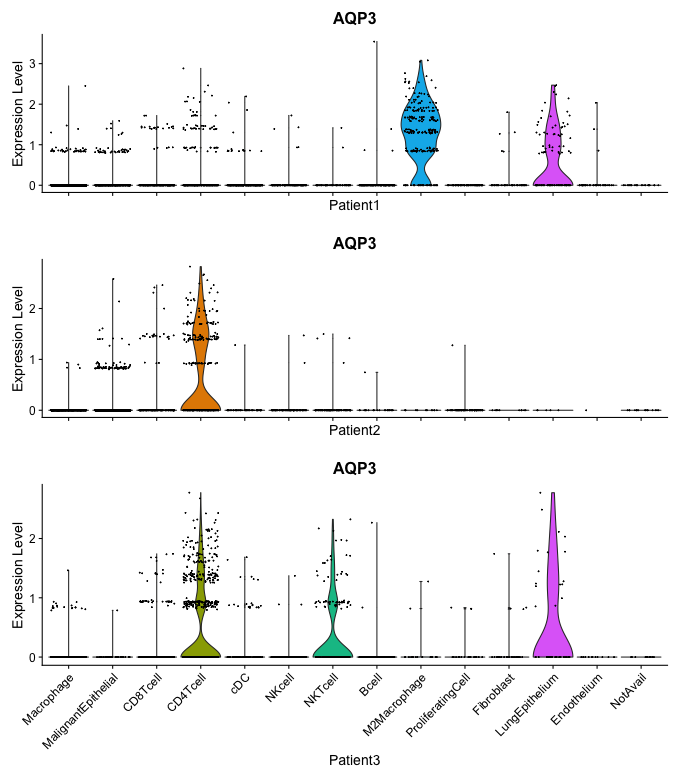 AQP3
Expression Level
3
2
1
0
Patient1
AQP3
Expression Level
2
1
0
Patient2
AQP3
Expression Level
2
1
0
Macrophage
MalignantEpithelial
CD8Tcell
CD4Tcell
cDC
NKcell
NKTcell
Bcell
M2Macrophage
ProliferatingCell
Fibroblast
LungEpithelium
Endothelium
NotAvail
Patient3